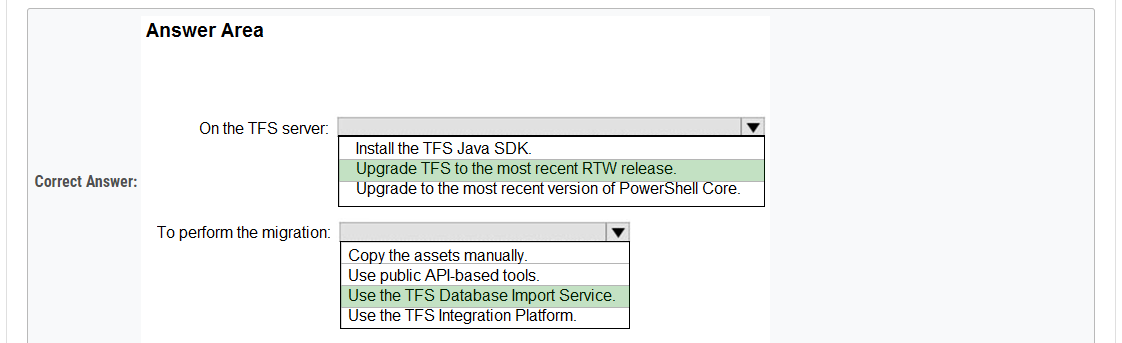 Answer Area
On the TFS server:
Install the TFS Java SDK.
Upgrade TFS to the most recent RTW release.
Correct Answer:
Upgrade to the most recent version of PowerShell Core.
To perform the migration:
Copy the assets manually.
Use public API-based tools.
Use the TFS Database Import Service.
Use the TFS Integration Platform.